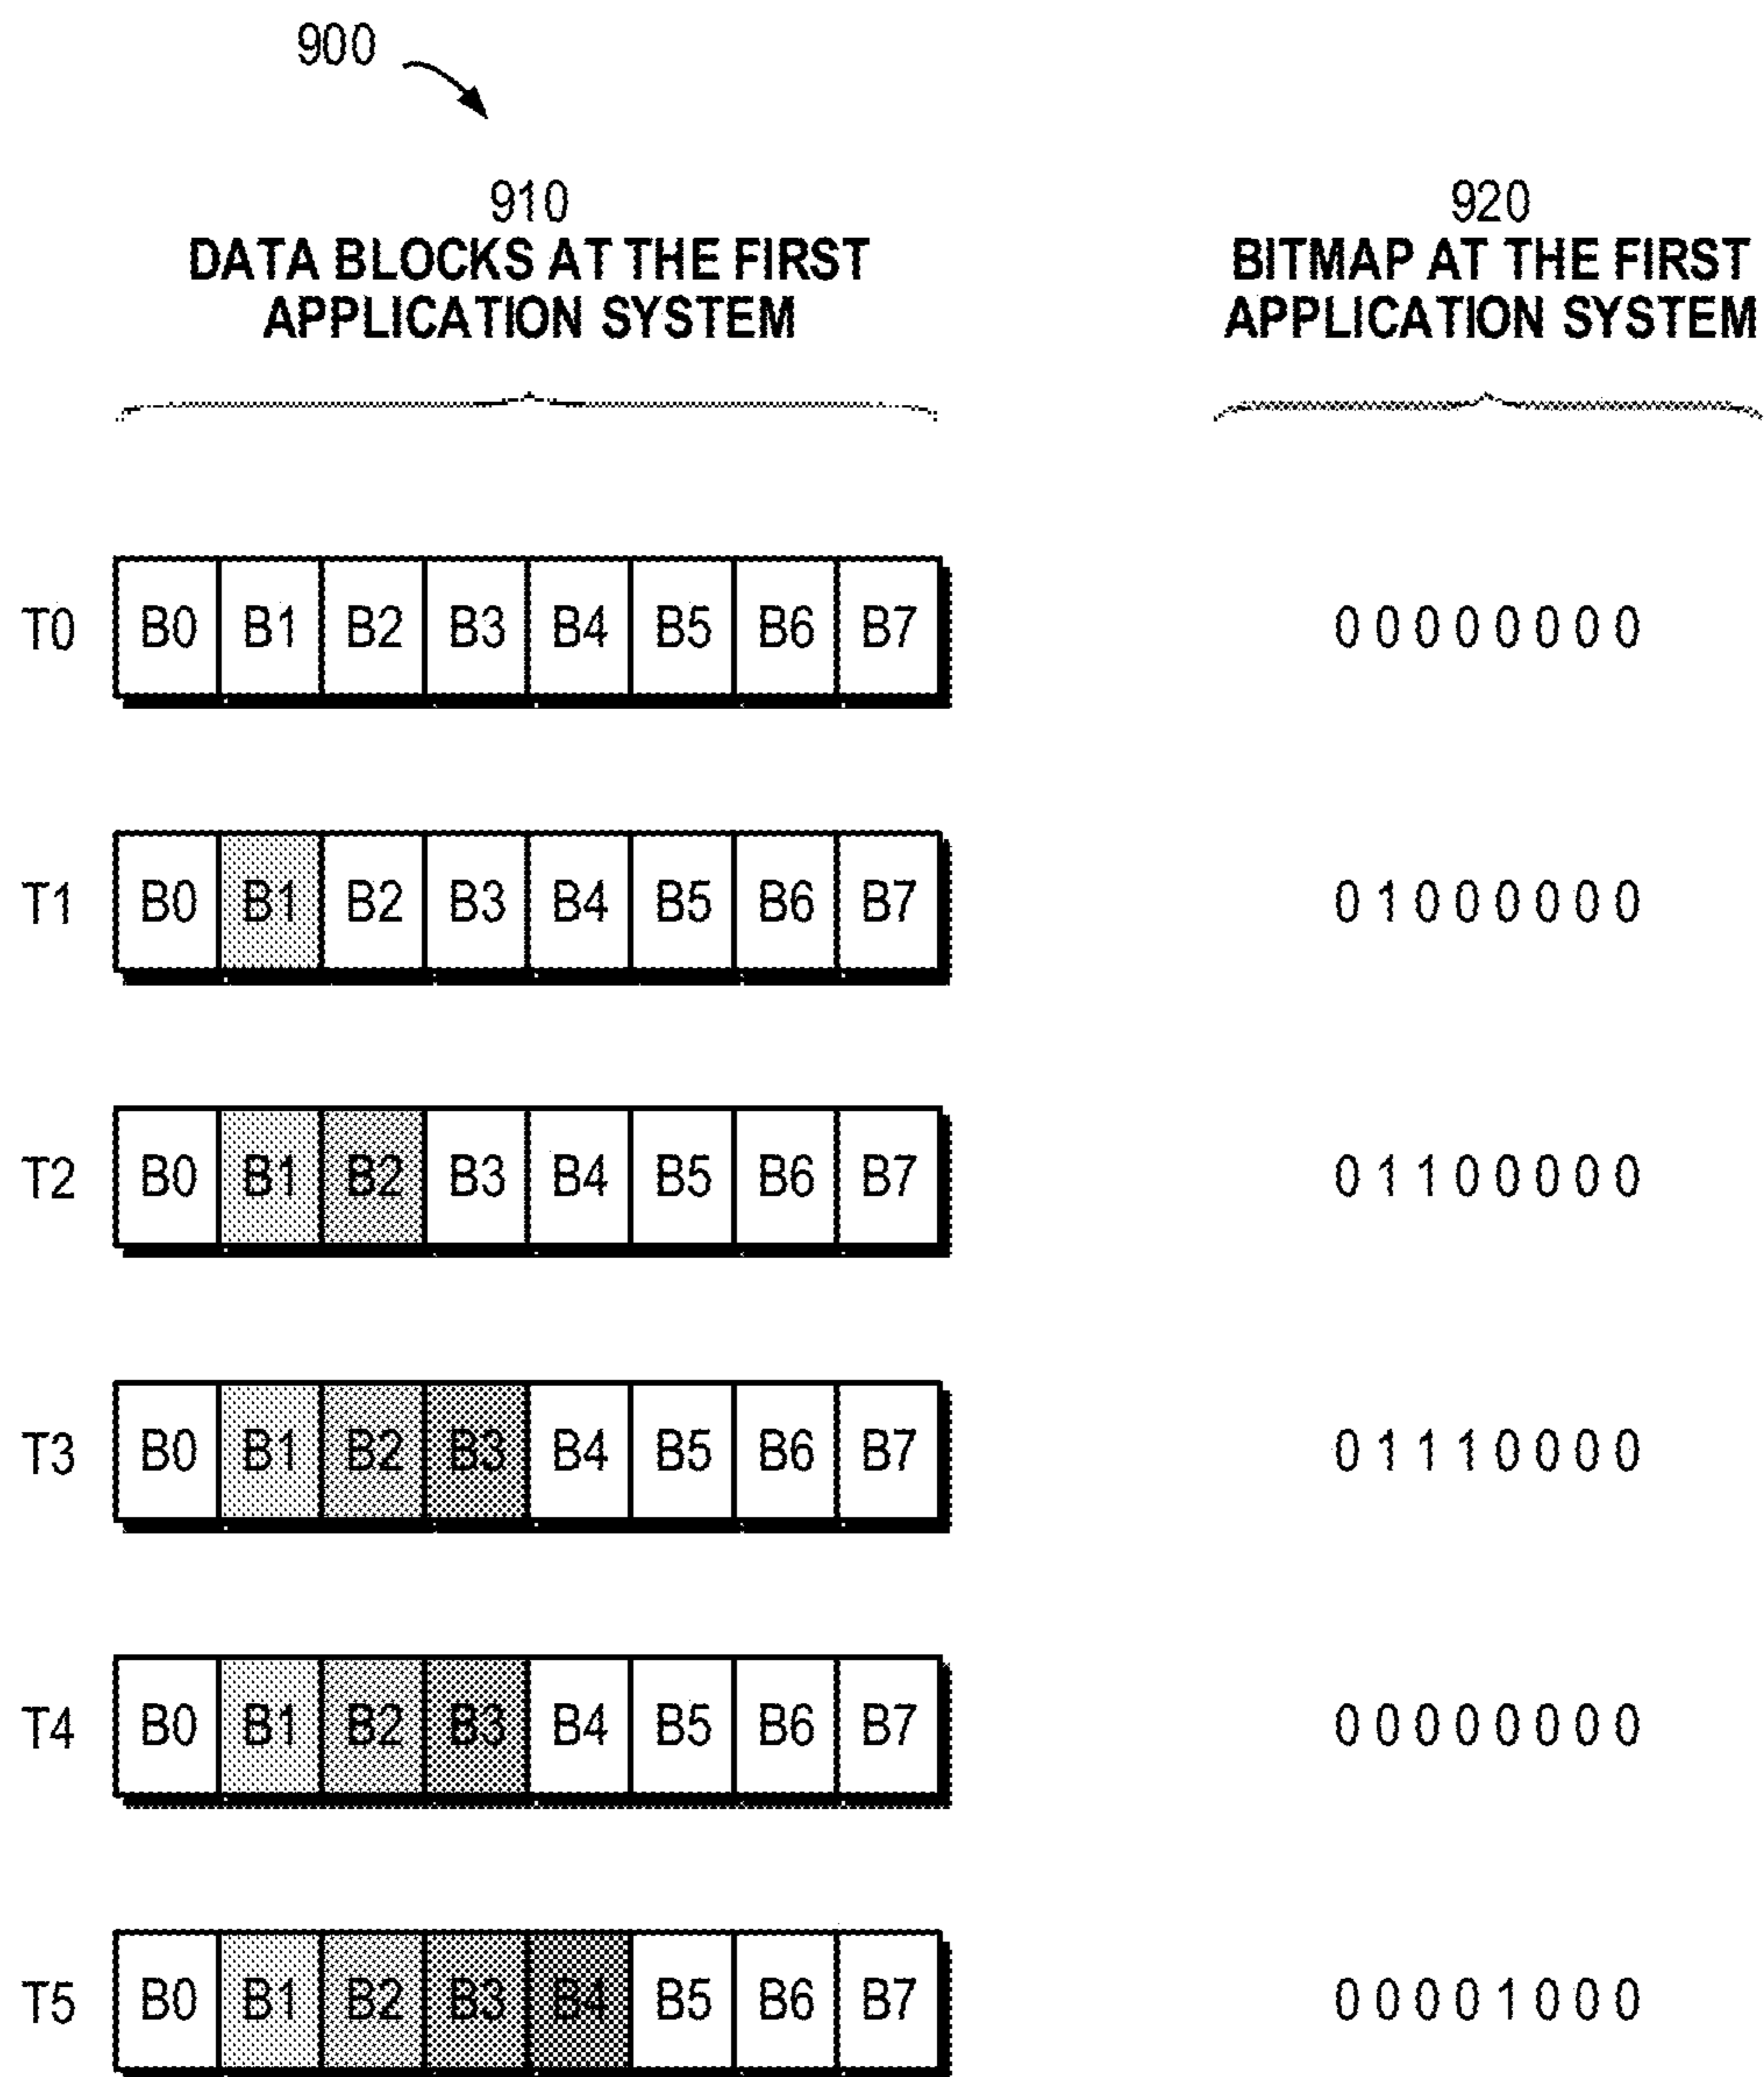 900
910
DATA BLOCKS AT THE FIRST
APPLICATION SYSTEM
920
BITMAP AT THE FIRST
APPLICATION SYSTEM
T0 B0 B1 B2 B3 B4 B5 B6 B7 0 0 0 0 0 0 0 0
T1 B0 B1 B2 B3 B4 B5 B6 B7 0 1 0 0 0 0 0 0
T2 B0 B1 B2 B3 B4 B5 B6 B7 0 1 1 0 0 0 0 0
T3 B0 B1 B2 B3 B4 B5 B6 B7 0 1 1 1 0 0 0 0
T4 B0 B1 B2 B3 B4 B5 B6 B7 0 0 0 0 0 0 0 0
T5 B0 B1 B2 B3 B4 B5 B6 B7 0 0 0 0 1 0 0 0